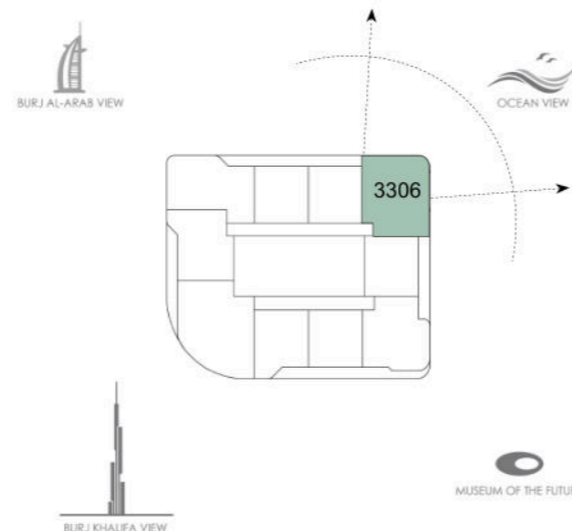 BURJ AL-ARAB VIEW
OCEAN VIEW
3306
BURJ KHALIFA VIEW
MUSEUM OF THE FUTU